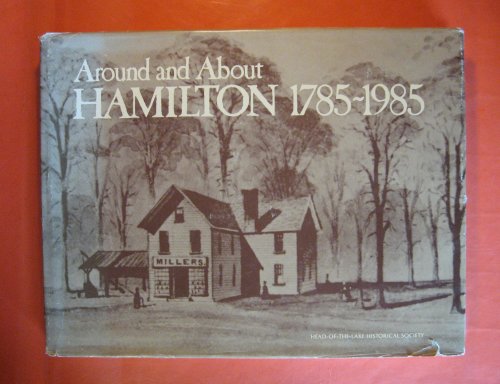 Around and About
HAMILTON 1785~1985
MILLERS
HEAD-OF-THE-LAKE HISTORICAL SOCIETY